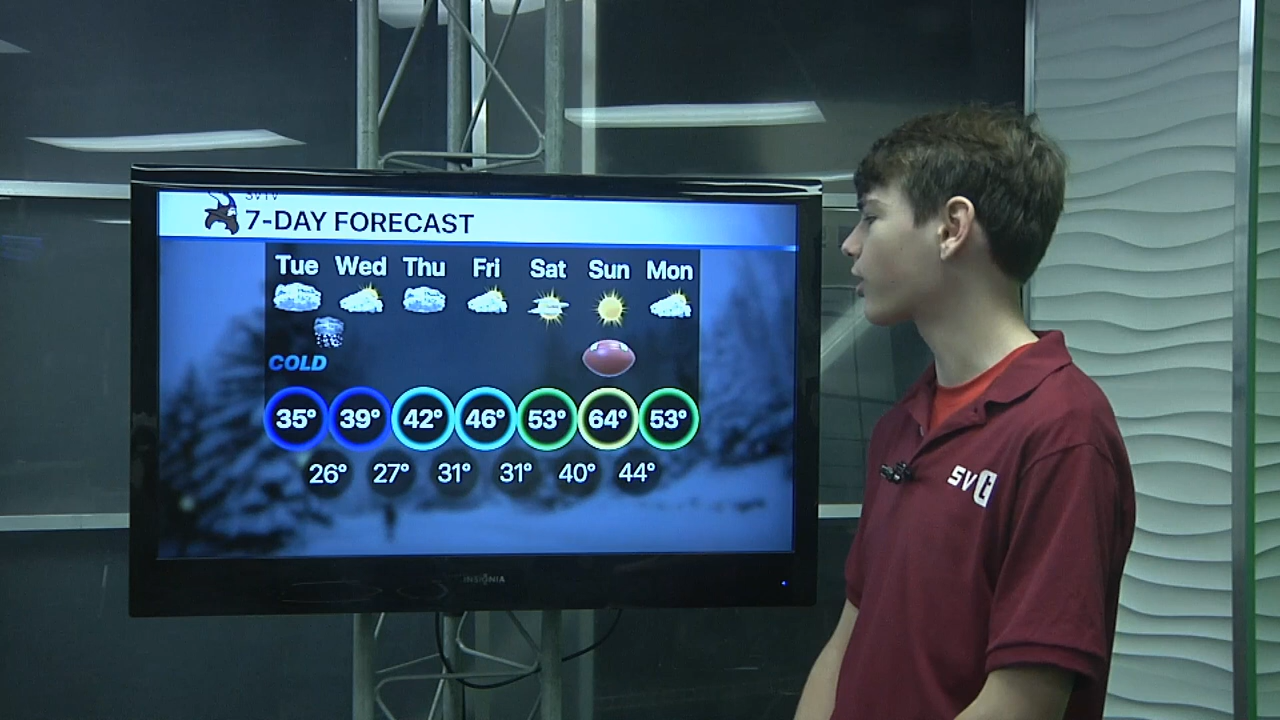 SVTV
7-DAY FORECAST
Tue Wed Thu Fri Sat Sun Mon
COLD
35° 39° 42° 46° 53° 64° 53°
26° 27° 31° 31° 40° 44°
INSIGNIA
SVt